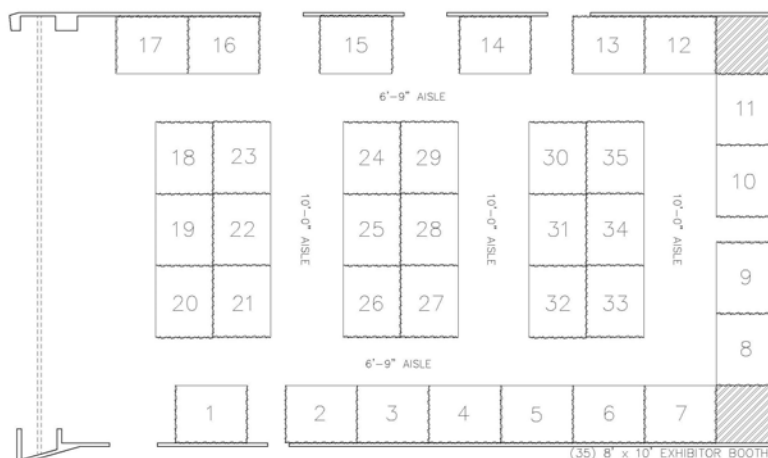 17 16 15 14 13 12
6'-9" AISLE
11
18 23 24 29 30 35
10
10'-0" AISLE 10'-0" AISLE 10'-0" AISLE
19 22 25 28 31 34
9
20 21 26 27 32 33
8
6'-9" AISLE
1 2 3 4 5 6 7
(35) 8' x 10' EXHIBITOR BOOTH